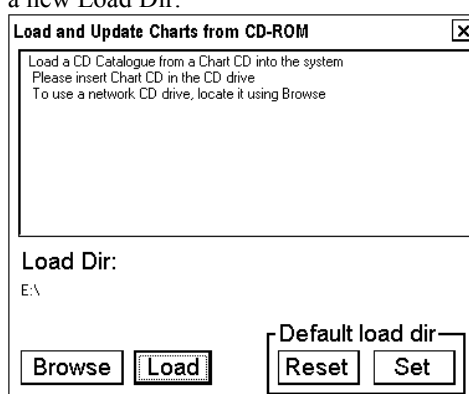 a new Load Dir.
Load and Update Charts from CD-ROM
Load a CD Catalogue from a Chart CD into the system
Please insert Chart CD in the CD drive
To use a network CD drive, locate it using Browse
Load Dir:
E:\
Default load dir
Browse Load Reset Set